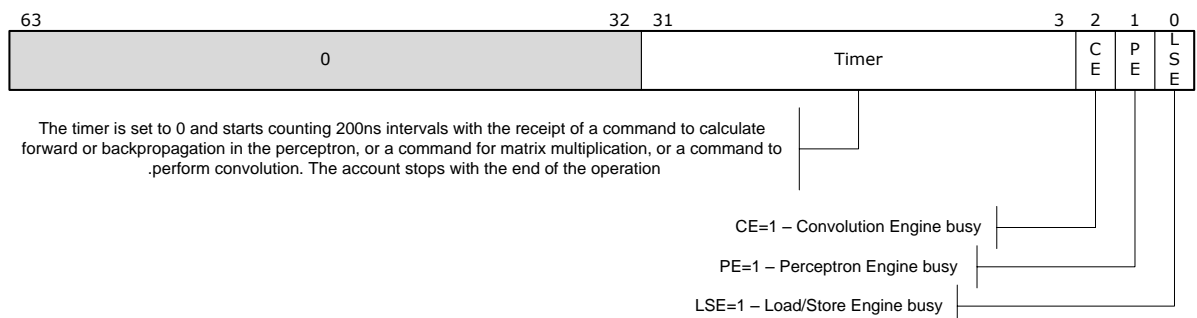 63 32 31 3 2 1 0
0 Timer CE PE LSE
The timer is set to 0 and starts counting 200ns intervals with the receipt of a command to calculate
forward or backpropagation in the perceptron, or a command for matrix multiplication, or a command to
.perform convolution. The account stops with the end of the operation
CE=1 – Convolution Engine busy
PE=1 – Perceptron Engine busy
LSE=1 – Load/Store Engine busy